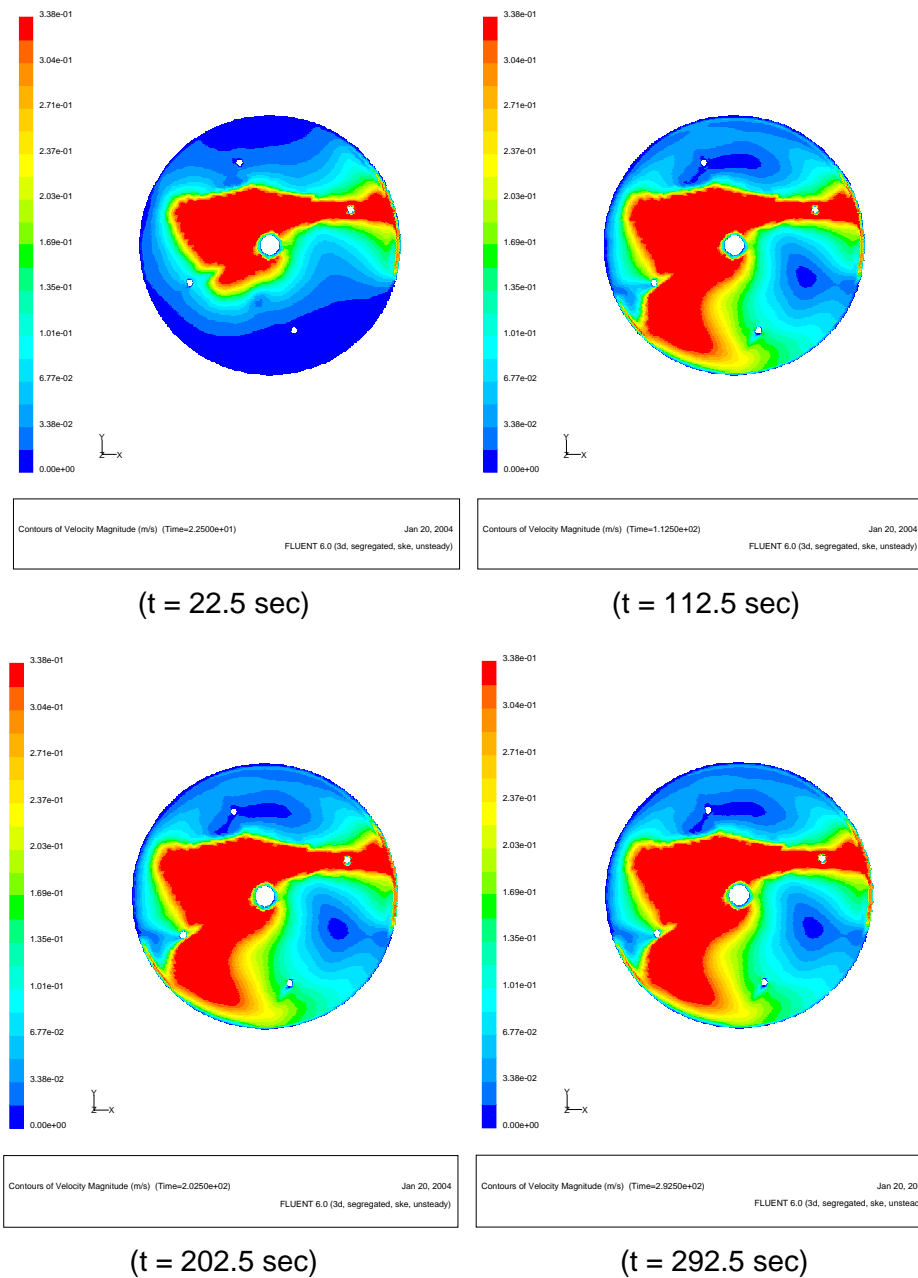 3.38e-01
3.04e-01
2.71e-01
2.37e-01
2.03e-01
1.69e-01
1.35e-01
1.01e-01
6.77e-02
3.38e-02
0.00e+00
Y
Z X
Contours of Velocity Magnitude (m/s) (Time=2.2500e+01) Jan 20, 2004
FLUENT 6.0 (3d, segregated, ske, unsteady)
(t = 22.5 sec)
3.38e-01
3.04e-01
2.71e-01
2.37e-01
2.03e-01
1.69e-01
1.35e-01
1.01e-01
6.77e-02
3.38e-02
0.00e+00
Y
Z X
Contours of Velocity Magnitude (m/s) (Time=1.1250e+02) Jan 20, 2004
FLUENT 6.0 (3d, segregated, ske, unsteady)
(t = 112.5 sec)
3.38e-01
3.04e-01
2.71e-01
2.37e-01
2.03e-01
1.69e-01
1.35e-01
1.01e-01
6.77e-02
3.38e-02
0.00e+00
Y
Z X
Contours of Velocity Magnitude (m/s) (Time=2.0250e+02) Jan 20, 2004
FLUENT 6.0 (3d, segregated, ske, unsteady)
(t = 202.5 sec)
3.38e-01
3.04e-01
2.71e-01
2.37e-01
2.03e-01
1.69e-01
1.35e-01
1.01e-01
6.77e-02
3.38e-02
0.00e+00
Y
Z X
Contours of Velocity Magnitude (m/s) (Time=2.9250e+02) Jan 20, 20
FLUENT 6.0 (3d, segregated, ske, unstead
(t = 292.5 sec)